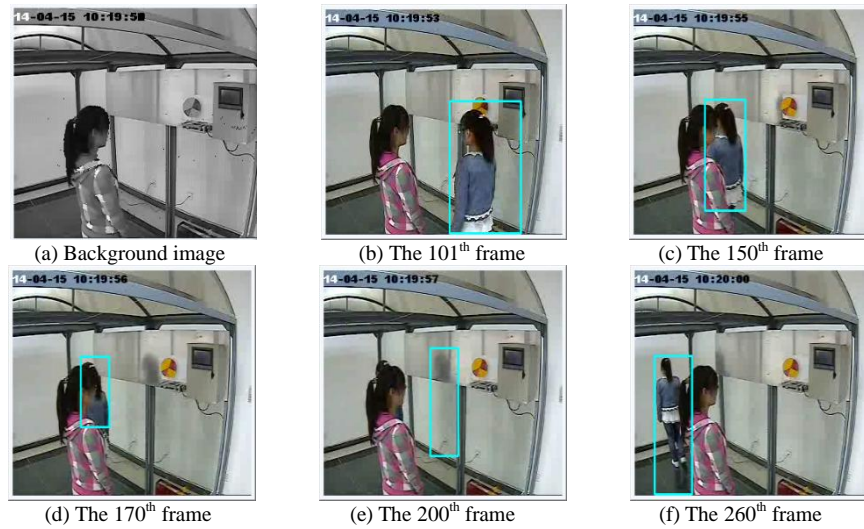 14-04-15 10:19:50
14-04-15 10:19:53
14-04-15 10:19:55
(a) Background image
(b) The 101th frame
(c) The 150th frame
14-04-15 10:19:56
14-04-15 10:19:57
14-04-15 10:20:00
(d) The 170th frame
(e) The 200th frame
(f) The 260th frame